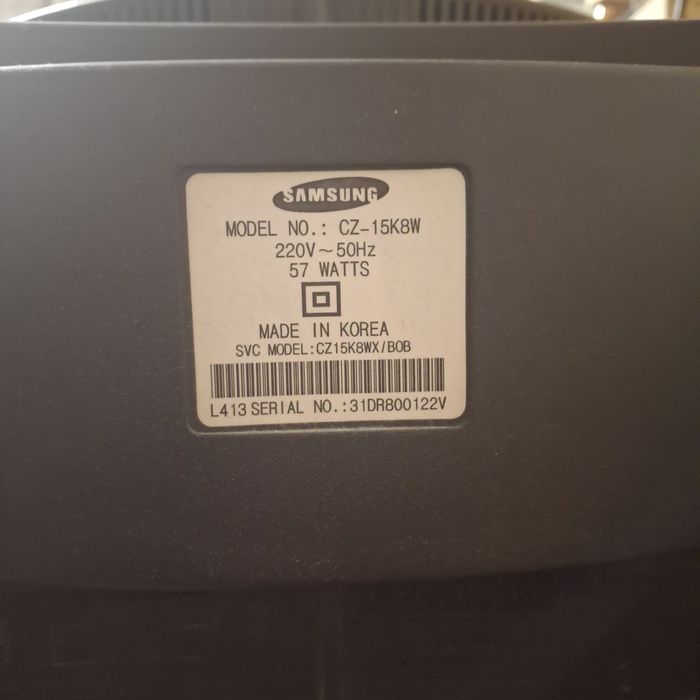 SAMSUNG
MODEL NO.: CZ-15K8W
220V~50Hz
57 WATTS
MADE IN KOREA
SVC MODEL:CZ15K8WX/BOB
L413 SERIAL NO.:31DR800122V